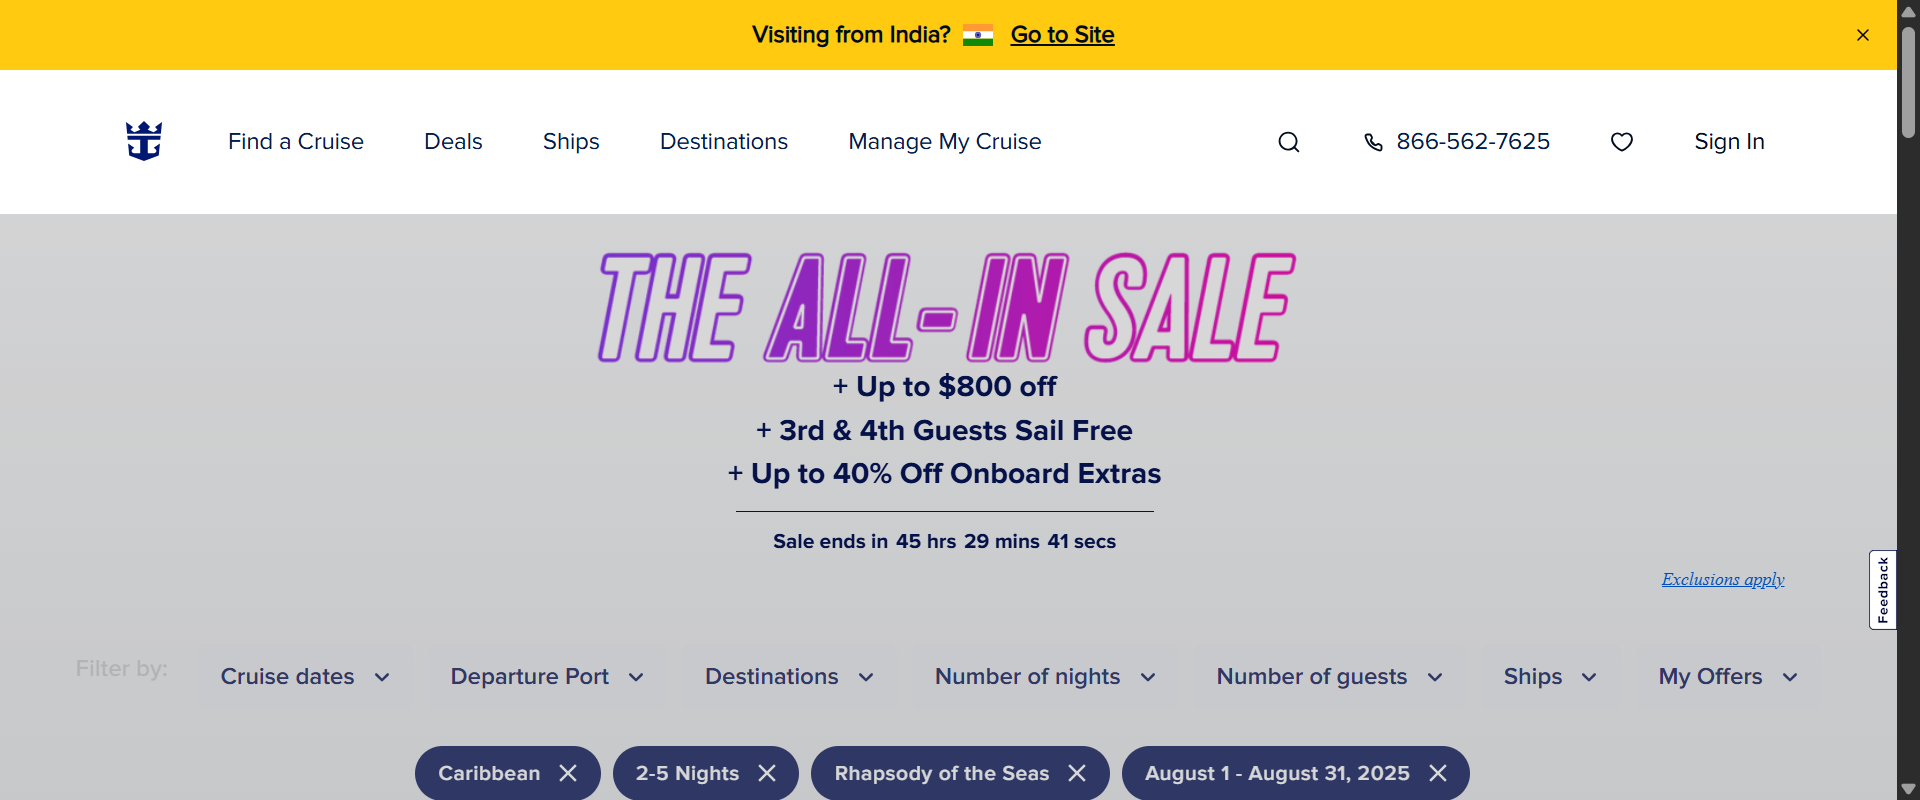 Visiting from India? Go to Site
Find a Cruise Deals Ships Destinations Manage My Cruise 866-562-7625 Sign In
THE ALL-IN SALE
+ Up to $800 off
+ 3rd & 4th Guests Sail Free
+ Up to 40% Off Onboard Extras
Sale ends in 45 hrs 29 mins 41 secs
Exclusions apply
Feedback
Filter by: Cruise dates Departure Port Destinations Number of nights Number of guests Ships My Offers
Caribbean 2-5 Nights Rhapsody of the Seas August 1 - August 31, 2025